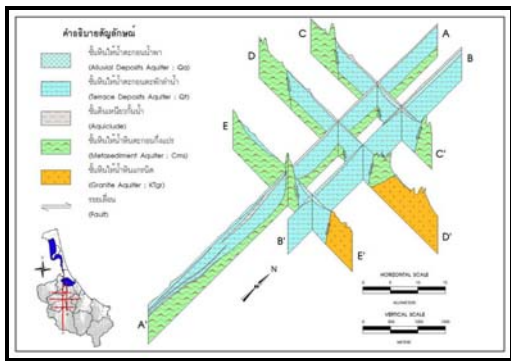 คำอธิบายสัญลักษณ์
ชั้นหินให้น้ำตะกอนน้ำพา
(Alluvial Deposits Aquifer ; Qa)
ชั้นหินให้น้ำตะกอนตะพักลำน้ำ
(Terrace Deposits Aquifer ; Qt)
ชั้นดินเหนียวกั้นน้ำ
(Aquiclude)
ชั้นหินให้น้ำหินตะกอนกึ่งแปร
(Metasediment Aquifer ; Cms)
ชั้นหินให้น้ำหินแกรนิต
(Granite Aquifer ; KTgr)
รอยเลื่อน
(Fault)
A
B
C
D
E
C'
D'
E'
B'
A'
N
HORIZONTAL SCALE
KILOMETERS
VERTICAL SCALE
METER